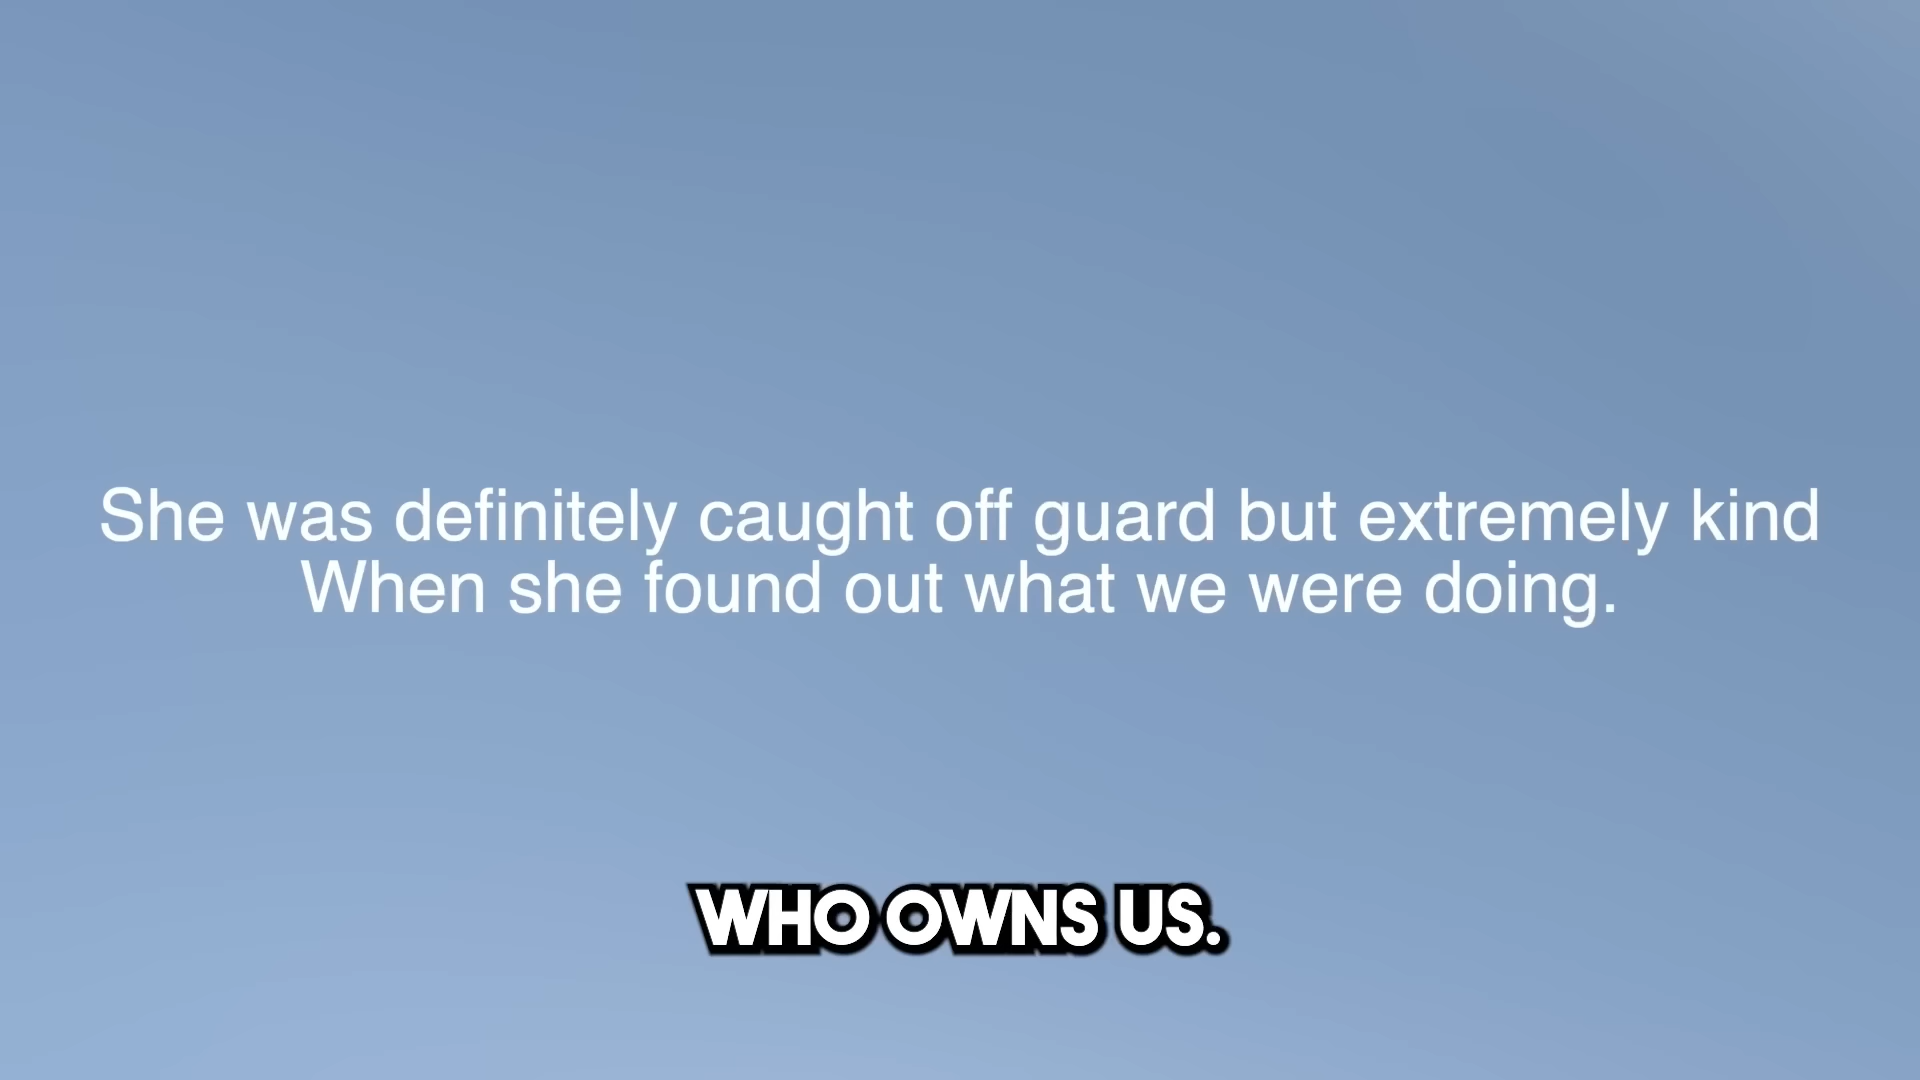 She was definitely caught off guard but extremely kind
When she found out what we were doing.
WHO OWNS US.